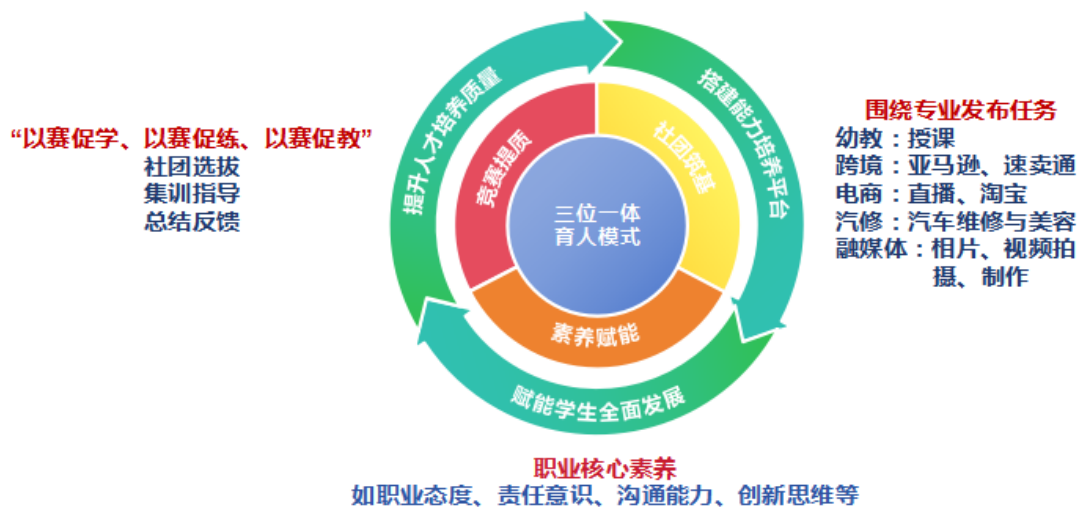 “以赛促学、以赛促练、以赛促教”
社团选拔
集训指导
总结反馈
提升人才培养质量
搭建能力培养平台
赋能学生全面发展
竞赛提质
社团筑基
素养赋能
三位一体
育人模式
围绕专业发布任务
幼教：授课
跨境：亚马逊、速卖通
电商：直播、淘宝
汽修：汽车维修与美容
融媒体：相片、视频拍
摄、制作
职业核心素养
如职业态度、责任意识、沟通能力、创新思维等